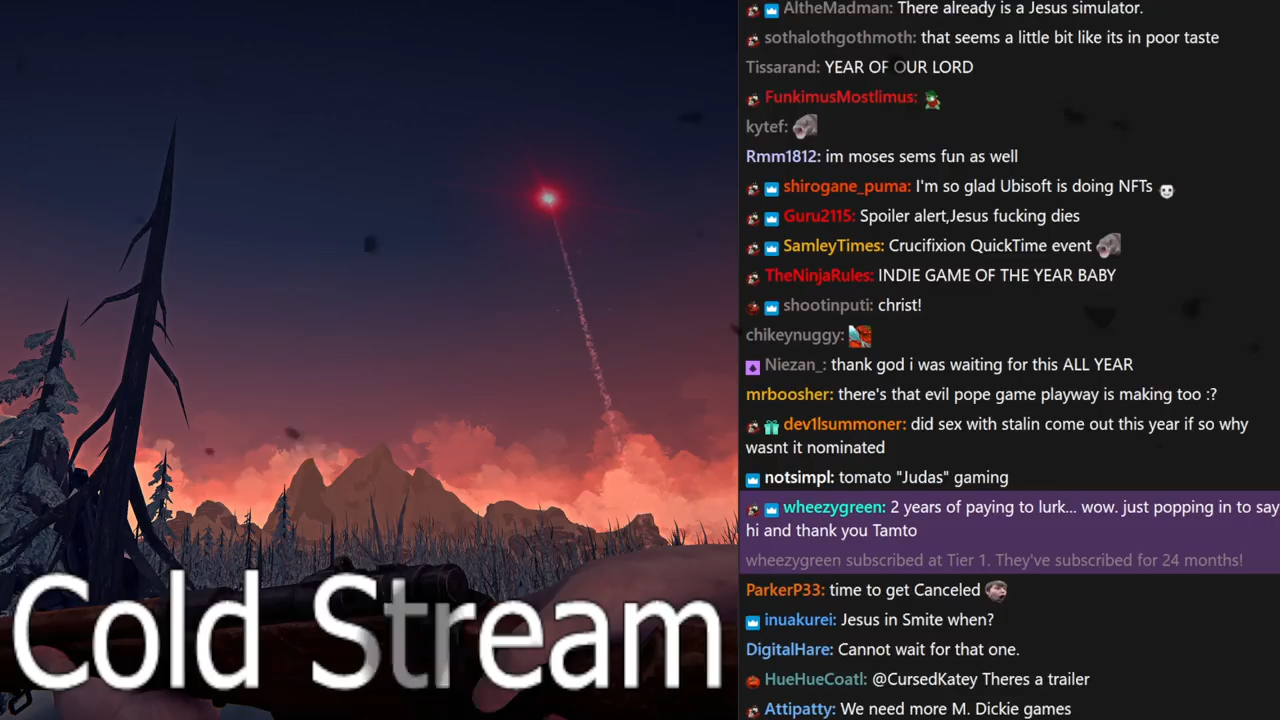 AltheMadman: There already is a Jesus simulator.
sothalothgothmoth: that seems a little bit like its in poor taste
Tissarand: YEAR OF OUR LORD
FunkimusMostlimus:
kytef:
Rmm1812: im moses sems fun as well
shirogane_puma: I'm so glad Ubisoft is doing NFTs
Guru2115: Spoiler alert,Jesus fucking dies
SamleyTimes: Crucifixion QuickTime event
TheNinjaRules: INDIE GAME OF THE YEAR BABY
shootinputi: christ!
chikeynuggy:
Niezan_: thank god i was waiting for this ALL YEAR
mrboosher: there's that evil pope game playway is making too :?
dev1lsummoner: did sex with stalin come out this year if so why
wasnt it nominated
notsimpl: tomato "Judas" gaming
wheezygreen: 2 years of paying to lurk... wow. just popping in to say
hi and thank you Tamto
wheezygreen subscribed at Tier 1. They've subscribed for 24 months!
ParkerP33: time to get Canceled
inuakurei: Jesus in Smite when?
DigitalHare: Cannot wait for that one.
HueHueCoatl: @CursedKatey Theres a trailer
Attipatty: We need more M. Dickie games
Cold Stream